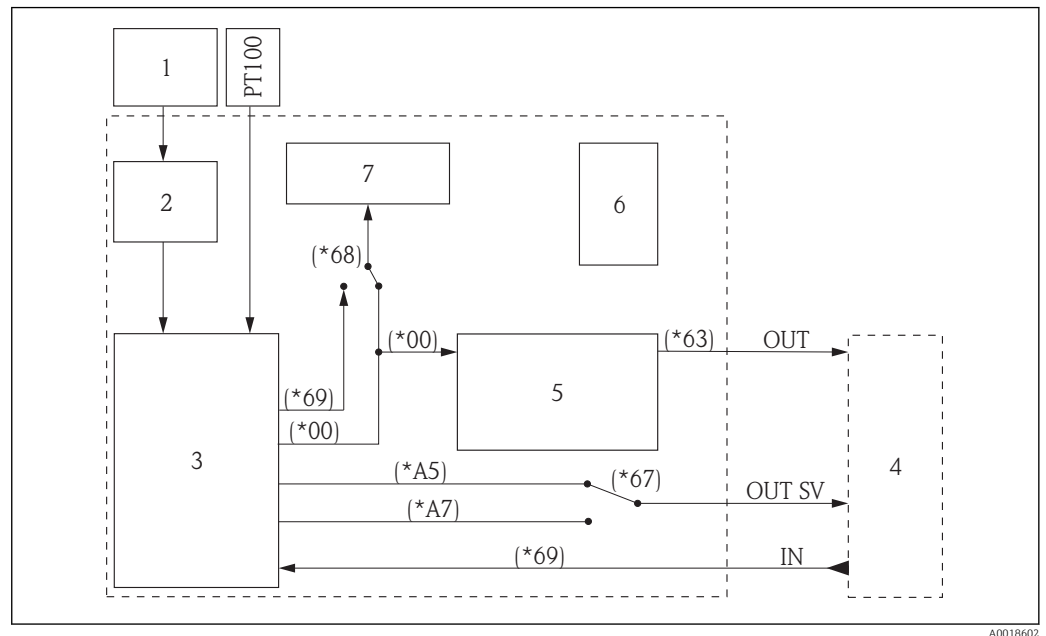 1
PT100
2
7
6
(*68)
(*00)
(*63)
OUT
(*69)
(*00)
5
3
(*A5)
(*67)
4
OUT SV
(*A7)
(*69)
IN
A0018602